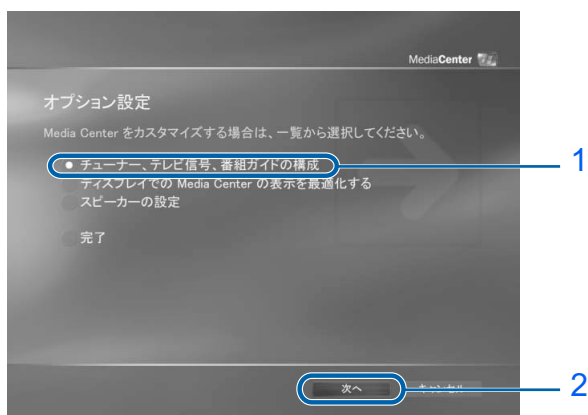 MediaCenter
オプション設定
Media Center をカスタマイズする場合は、一覧から選択してください。
チューナー、テレビ信号、番組ガイドの構成 1
ディスプレイでの Media Center の表示を最適化する
スピーカーの設定
完了
次へ キャンセル 2